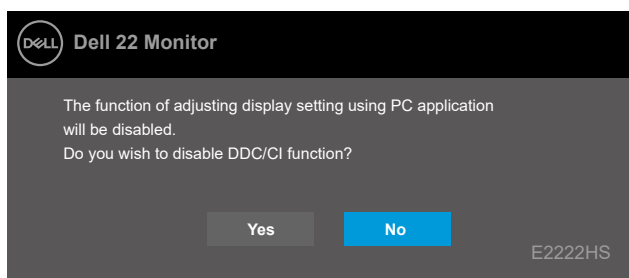 DELL Dell 22 Monitor
The function of adjusting display setting using PC application
will be disabled.
Do you wish to disable DDC/CI function?
Yes No
E2222HS